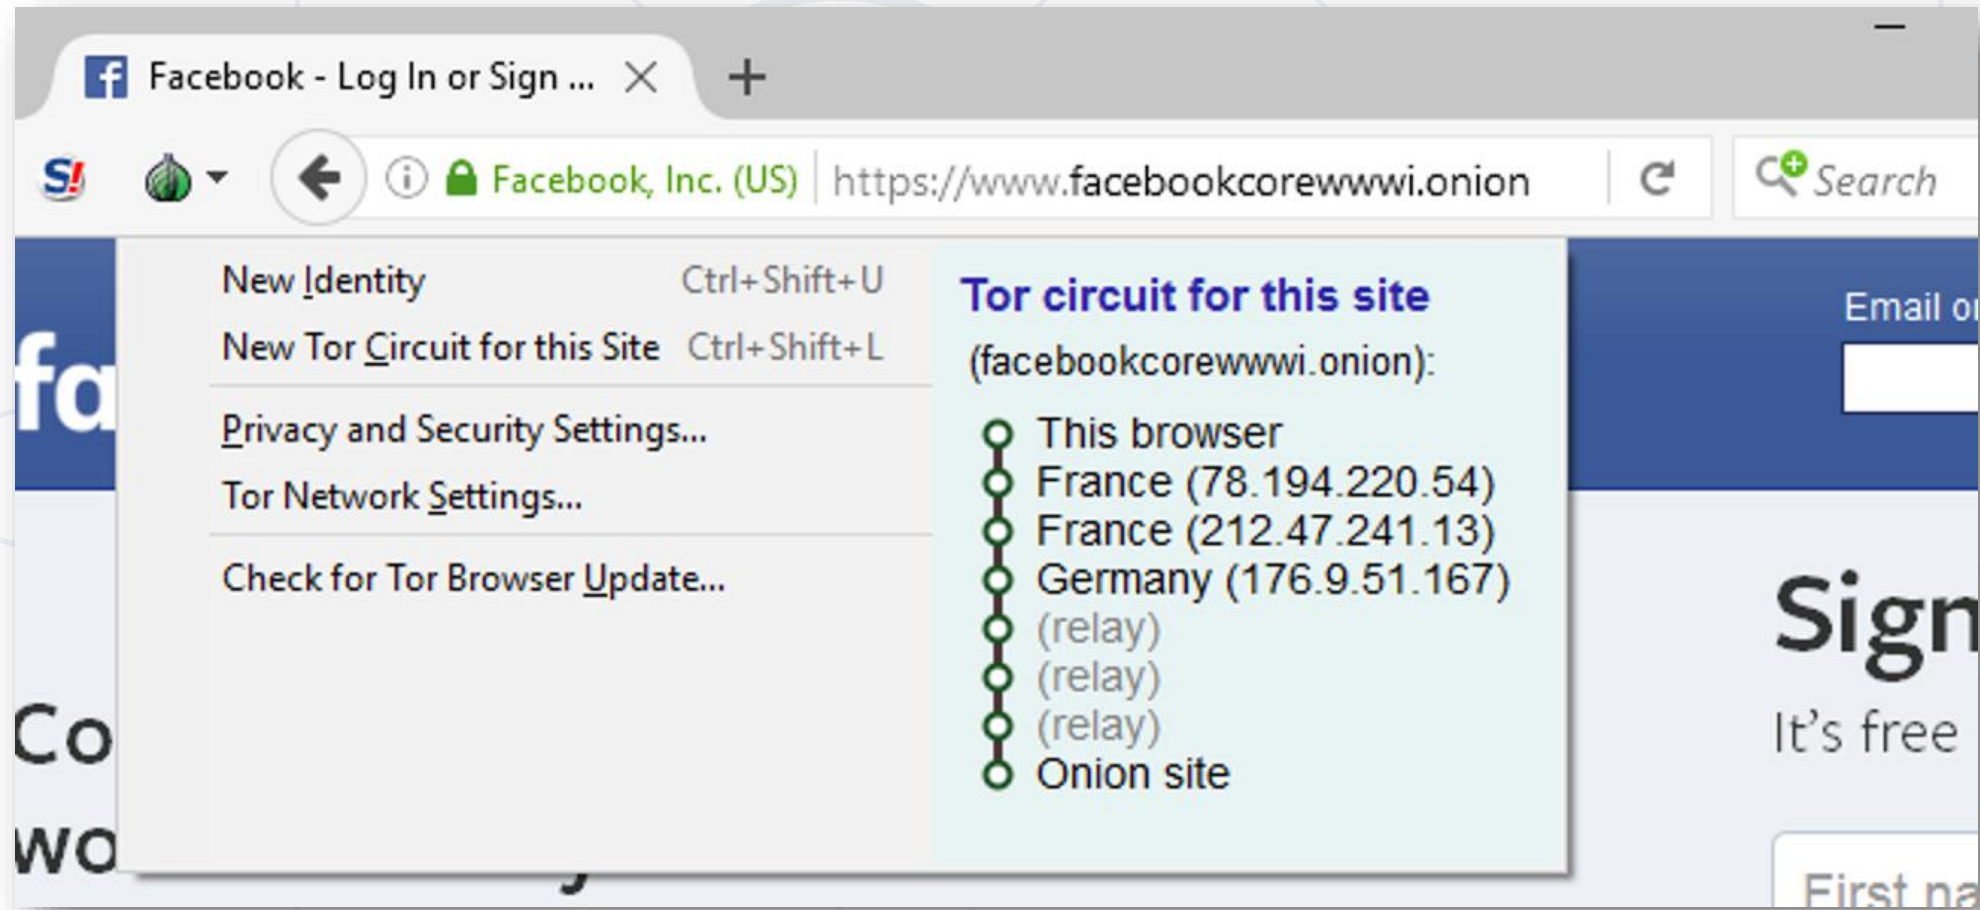 Facebook - Log In or Sign ...
S!
Facebook, Inc. (US) https://www.facebookcorewwwi.onion Search
New Identity Ctrl+Shift+U
New Tor Circuit for this Site Ctrl+Shift+L
Privacy and Security Settings...
Tor Network Settings...
Check for Tor Browser Update...
Tor circuit for this site
(facebookcorewwwi.onion):
This browser
France (78.194.220.54)
France (212.47.241.13)
Germany (176.9.51.167)
(relay)
(relay)
(relay)
Onion site
fa
Co
wo
Email or
Sign
It's free
First na